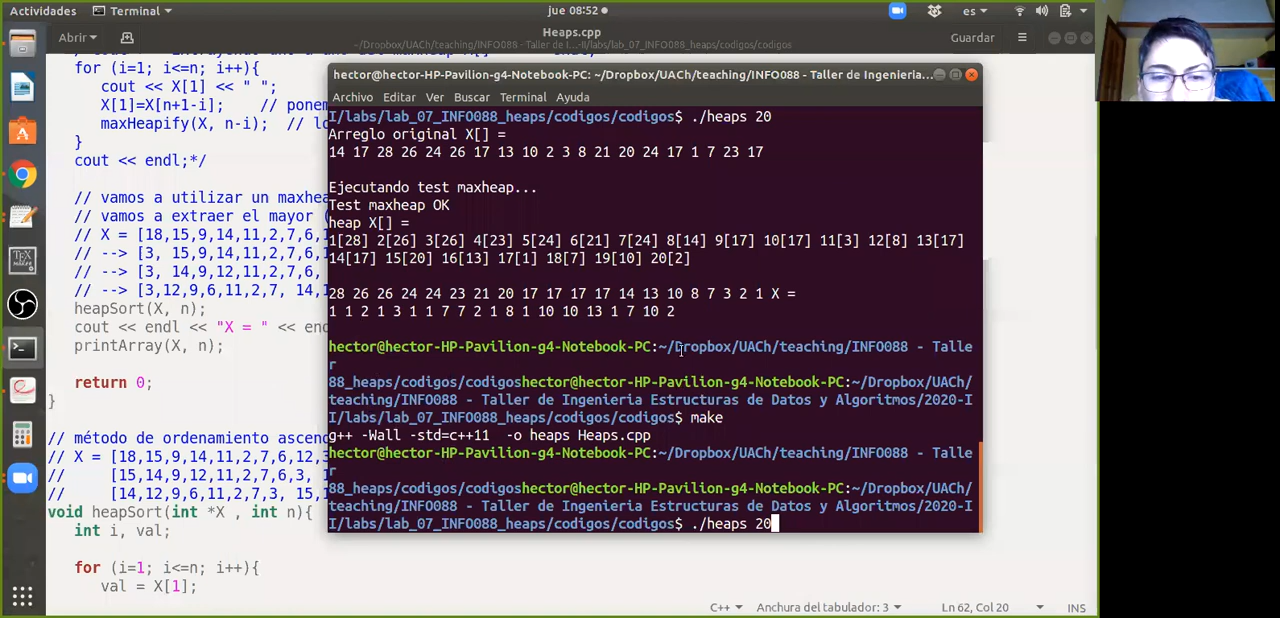 Actividades
Terminal
jue 08:52
es
Abrir
Heaps.cpp
~/Dropbox/UACh/teaching/INFO088 - Taller de I...-II/labs/lab_07_INFO088_heaps/codigos/codigos
Guardar
for (i=1; i<=n; i++){
cout << X[1] << " ";
X[1]=X[n+1-i];    // ponem
maxHeapify(X, n-i);  // lo
}
cout << endl;*/
// vamos a utilizar un maxhea
// vamos a extraer el mayor (
// X = [18,15,9,14,11,2,7,6,1
// --> [3, 15,9,14,11,2,7,6,1
// --> [3, 14,9,12,11,2,7,6,
// --> [3,12,9,6,11,2,7, 14,1
heapSort(X, n);
cout << endl << "X = " << end
printArray(X, n);
return 0;
}
// método de ordenamiento ascend
// X = [18,15,9,14,11,2,7,6,12,3
//     [15,14,9,12,11,2,7,6,3, 1
//     [14,12,9,6,11,2,7,3, 15,1
void heapSort(int *X , int n){
int i, val;
for (i=1; i<=n; i++){
val = X[1];
hector@hector-HP-Pavilion-g4-Notebook-PC: ~/Dropbox/UACh/teaching/INFO088 - Taller de Ingenieria...
Archivo Editar Ver Buscar Terminal Ayuda
I/labs/lab_07_INFO088_heaps/codigos/codigos$ ./heaps 20
Arreglo original X[] =
14 17 28 26 24 26 17 13 10 2 3 8 21 20 24 17 1 7 23 17
Ejecutando test maxheap...
Test maxheap OK
heap X[] =
1[28] 2[26] 3[26] 4[23] 5[24] 6[21] 7[24] 8[14] 9[17] 10[17] 11[3] 12[8] 13[17]
14[17] 15[20] 16[13] 17[1] 18[7] 19[10] 20[2]
28 26 26 24 24 23 21 20 17 17 17 17 14 13 10 8 7 3 2 1 X =
1 1 2 1 3 1 1 7 7 2 1 8 1 10 10 13 1 7 10 2
hector@hector-HP-Pavilion-g4-Notebook-PC:~/Dropbox/UACh/teaching/INFO088 - Talle
r
88_heaps/codigos/codigoshector@hector-HP-Pavilion-g4-Notebook-PC:~/Dropbox/UACh/
teaching/INFO088 - Taller de Ingenieria Estructuras de Datos y Algoritmos/2020-I
I/labs/lab_07_INFO088_heaps/codigos/codigos$ make
g++ -Wall -std=c++11  -o heaps Heaps.cpp
hector@hector-HP-Pavilion-g4-Notebook-PC:~/Dropbox/UACh/teaching/INFO088 - Talle
r
88_heaps/codigos/codigoshector@hector-HP-Pavilion-g4-Notebook-PC:~/Dropbox/UACh/
teaching/INFO088 - Taller de Ingenieria Estructuras de Datos y Algoritmos/2020-I
I/labs/lab_07_INFO088_heaps/codigos/codigos$ ./heaps 20
C++
Anchura del tabulador: 3
Ln 62, Col 20
INS